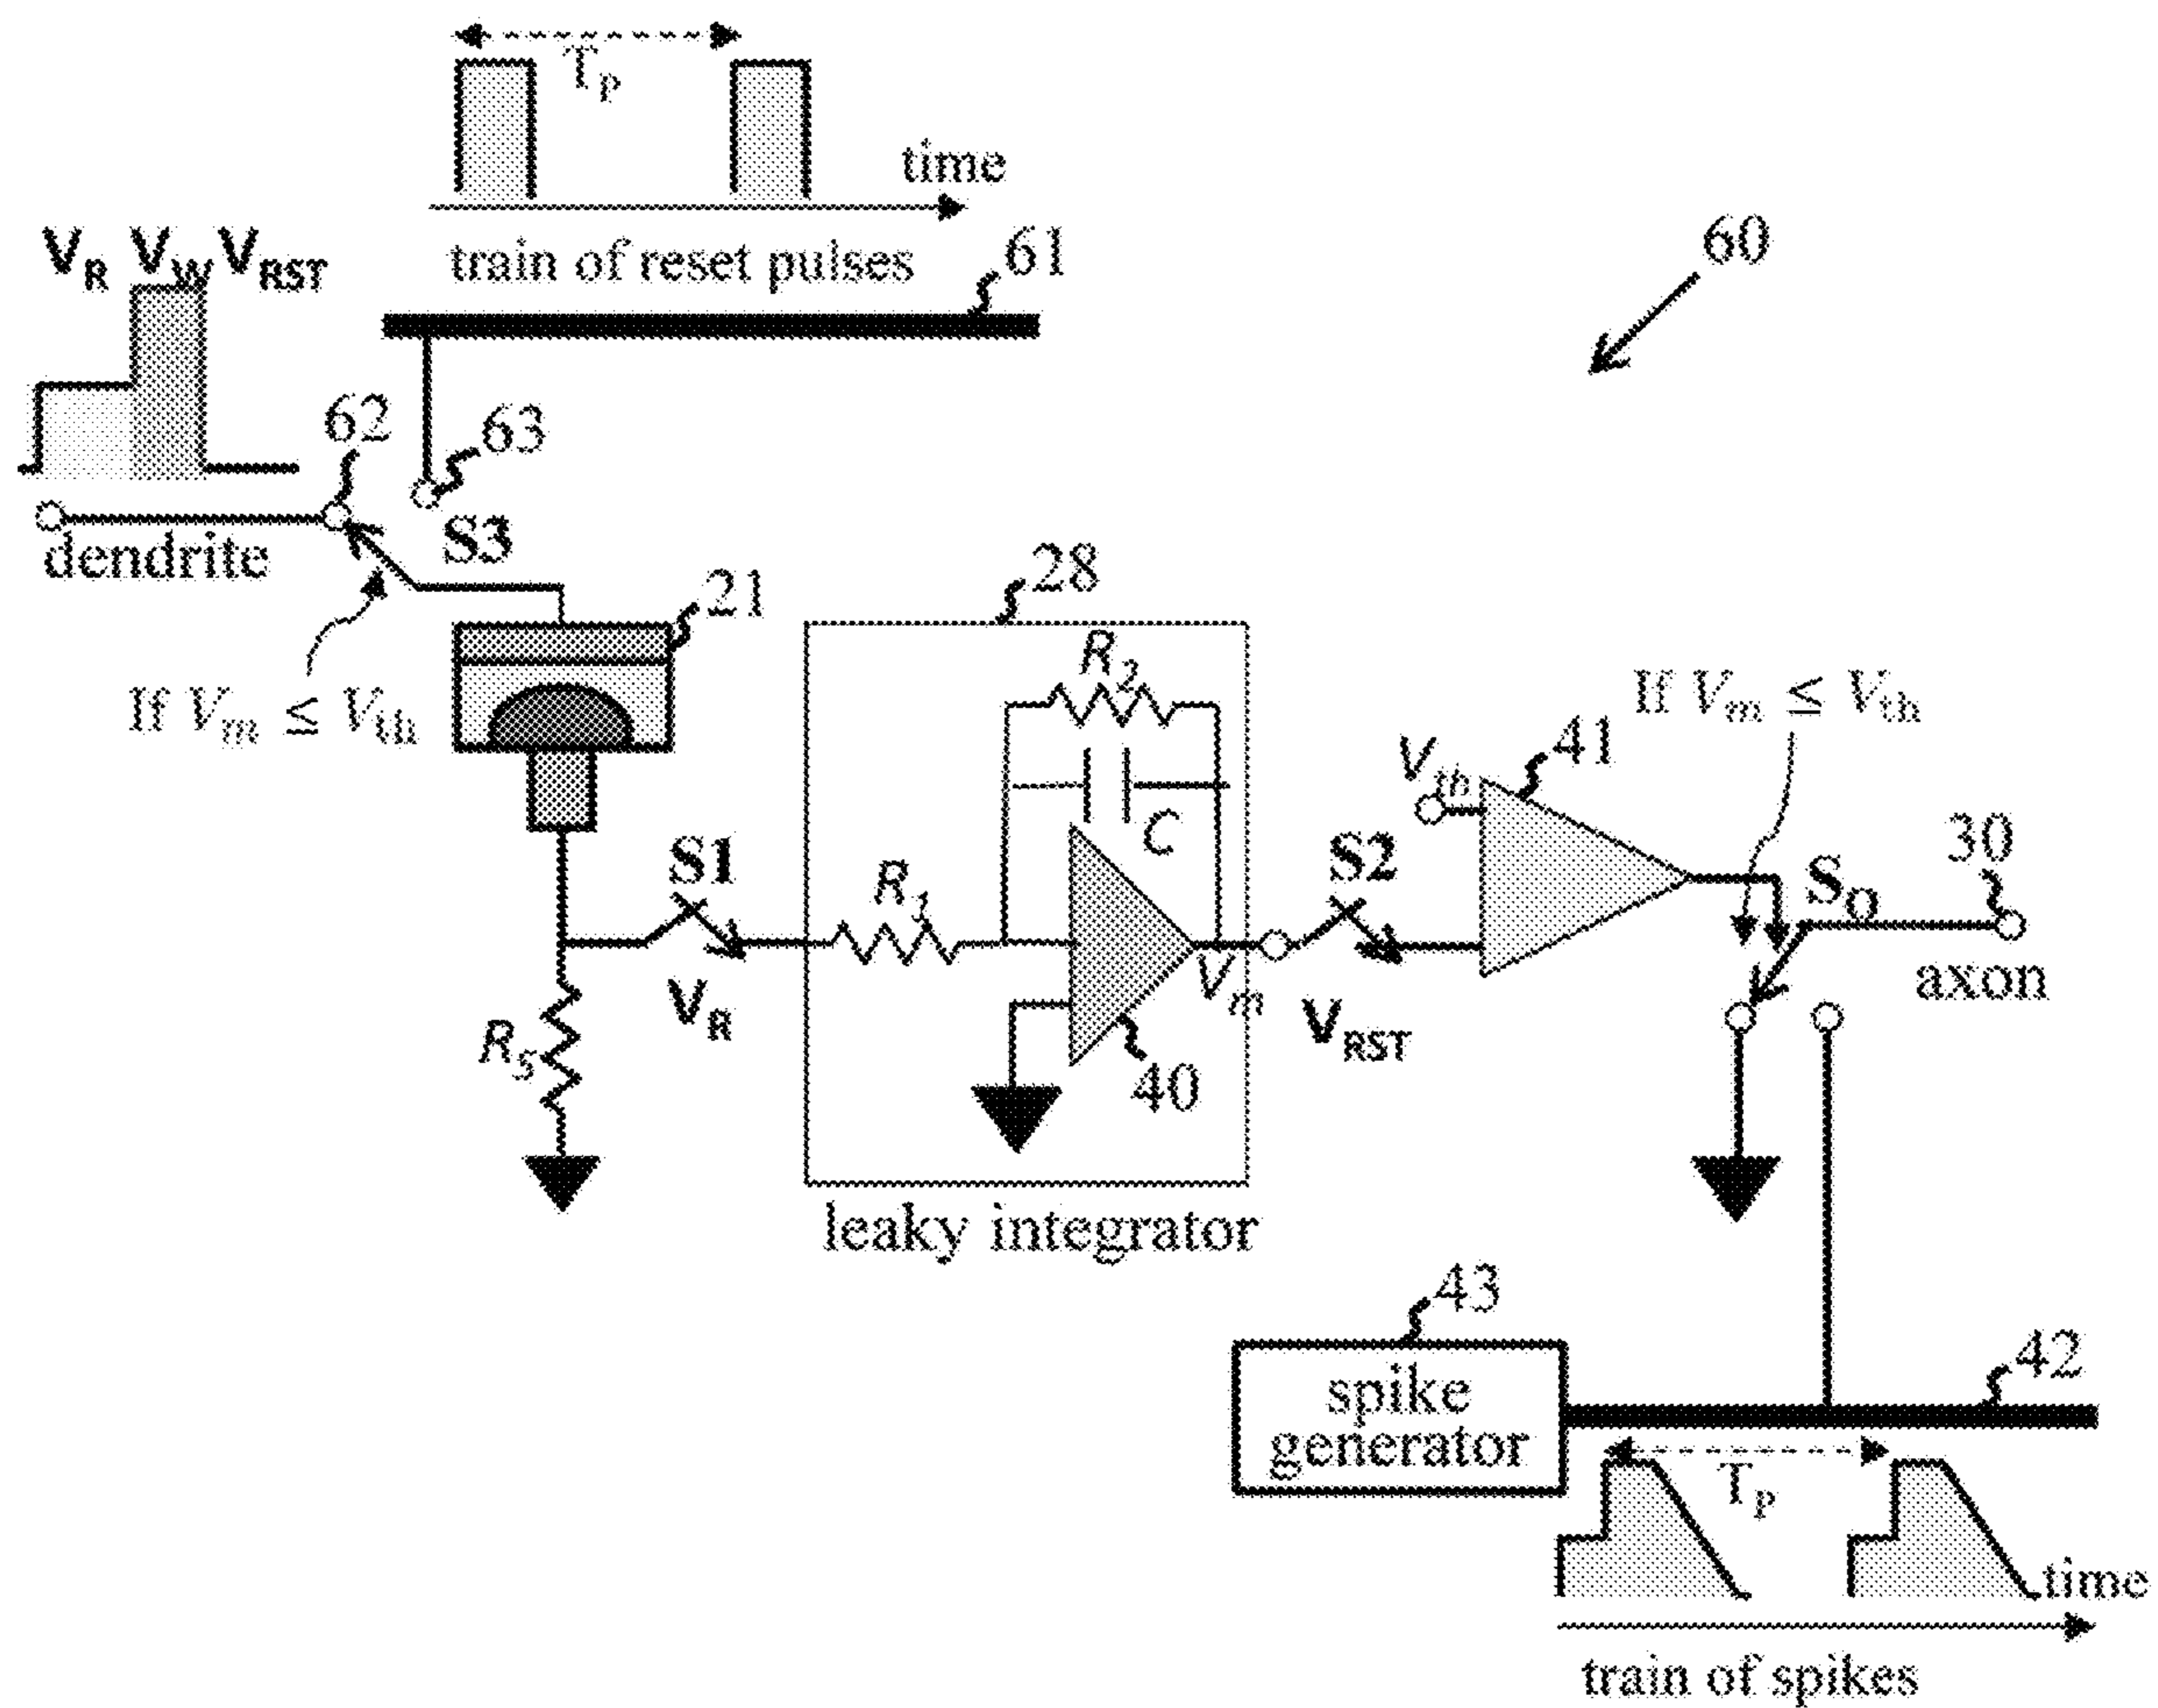 T_P
time
V_R V_W V_RST
train of reset pulses
61
60
62
63
S3
dendrite
21
28
If V_m ≤ V_th
R_2
C
If V_m ≤ V_th
V_th
41
S1
R_1
S2
S_O
30
V_R
V_m
V_RST
axon
R_S
40
leaky integrator
43
spike
generator
42
T_P
time
train of spikes